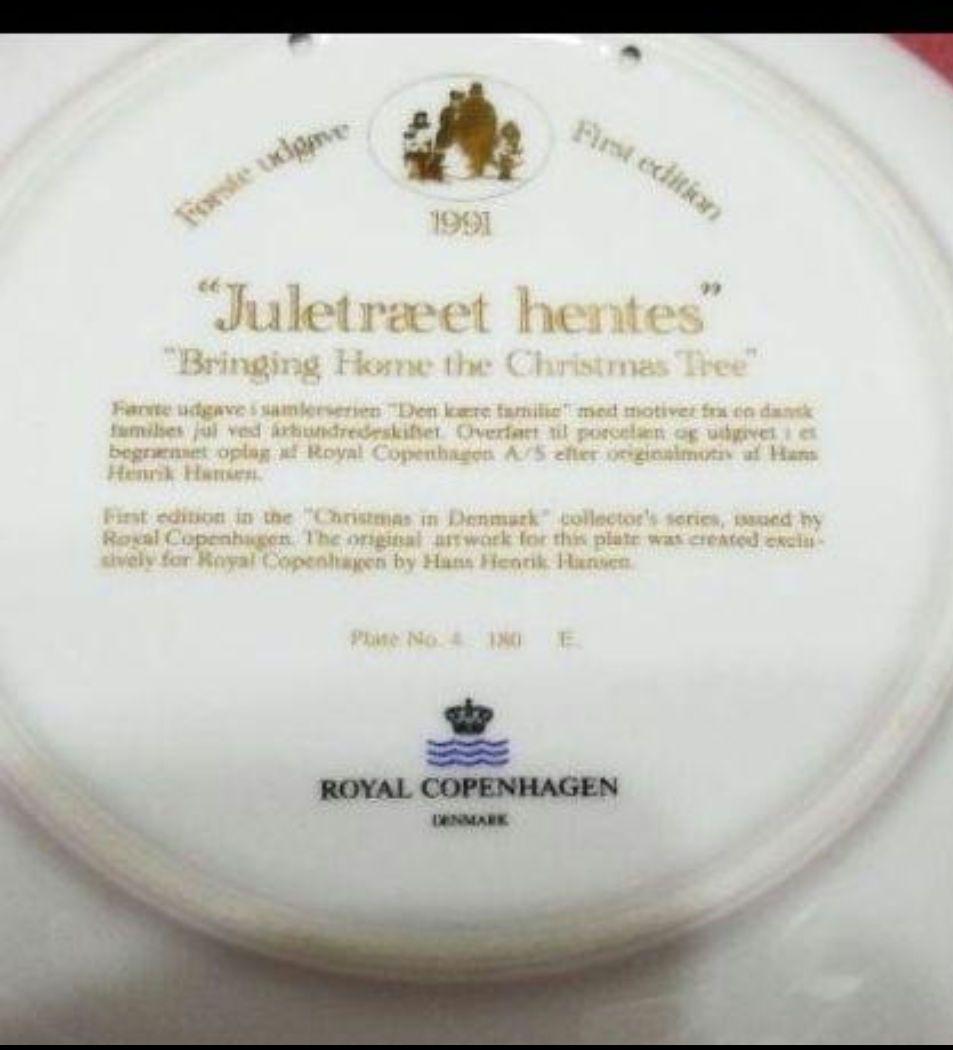 Første udgave
First edition
1991
“Juletræet hentes”
"Bringing Home the Christmas Tree"
Første udgave i samlerserien "Den kære familie" med motiver fra en dansk
families jul ved århundredeskiftet. Overført til porcelæn og udgivet i et
begrænset oplag af Royal Copenhagen A/S efter originalmotiv af Hans
Henrik Hansen.
First edition in the "Christmas in Denmark" collector's series, issued by
Royal Copenhagen. The original artwork for this plate was created exclu-
sively for Royal Copenhagen by Hans Henrik Hansen.
Plate No. 4 180 E.
ROYAL COPENHAGEN
DENMARK